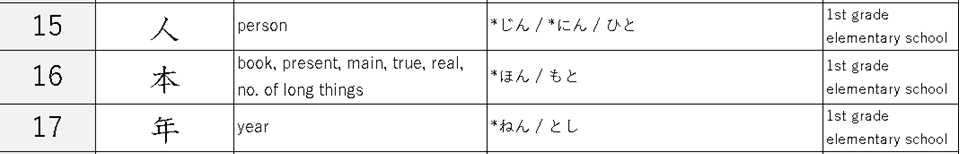 15 人 person *じん / *にん / ひと 1st grade
elementary school
16 本 book, present, main, true, real,
no. of long things *ほん / もと 1st grade
elementary school
17 年 year *ねん / とし 1st grade
elementary school